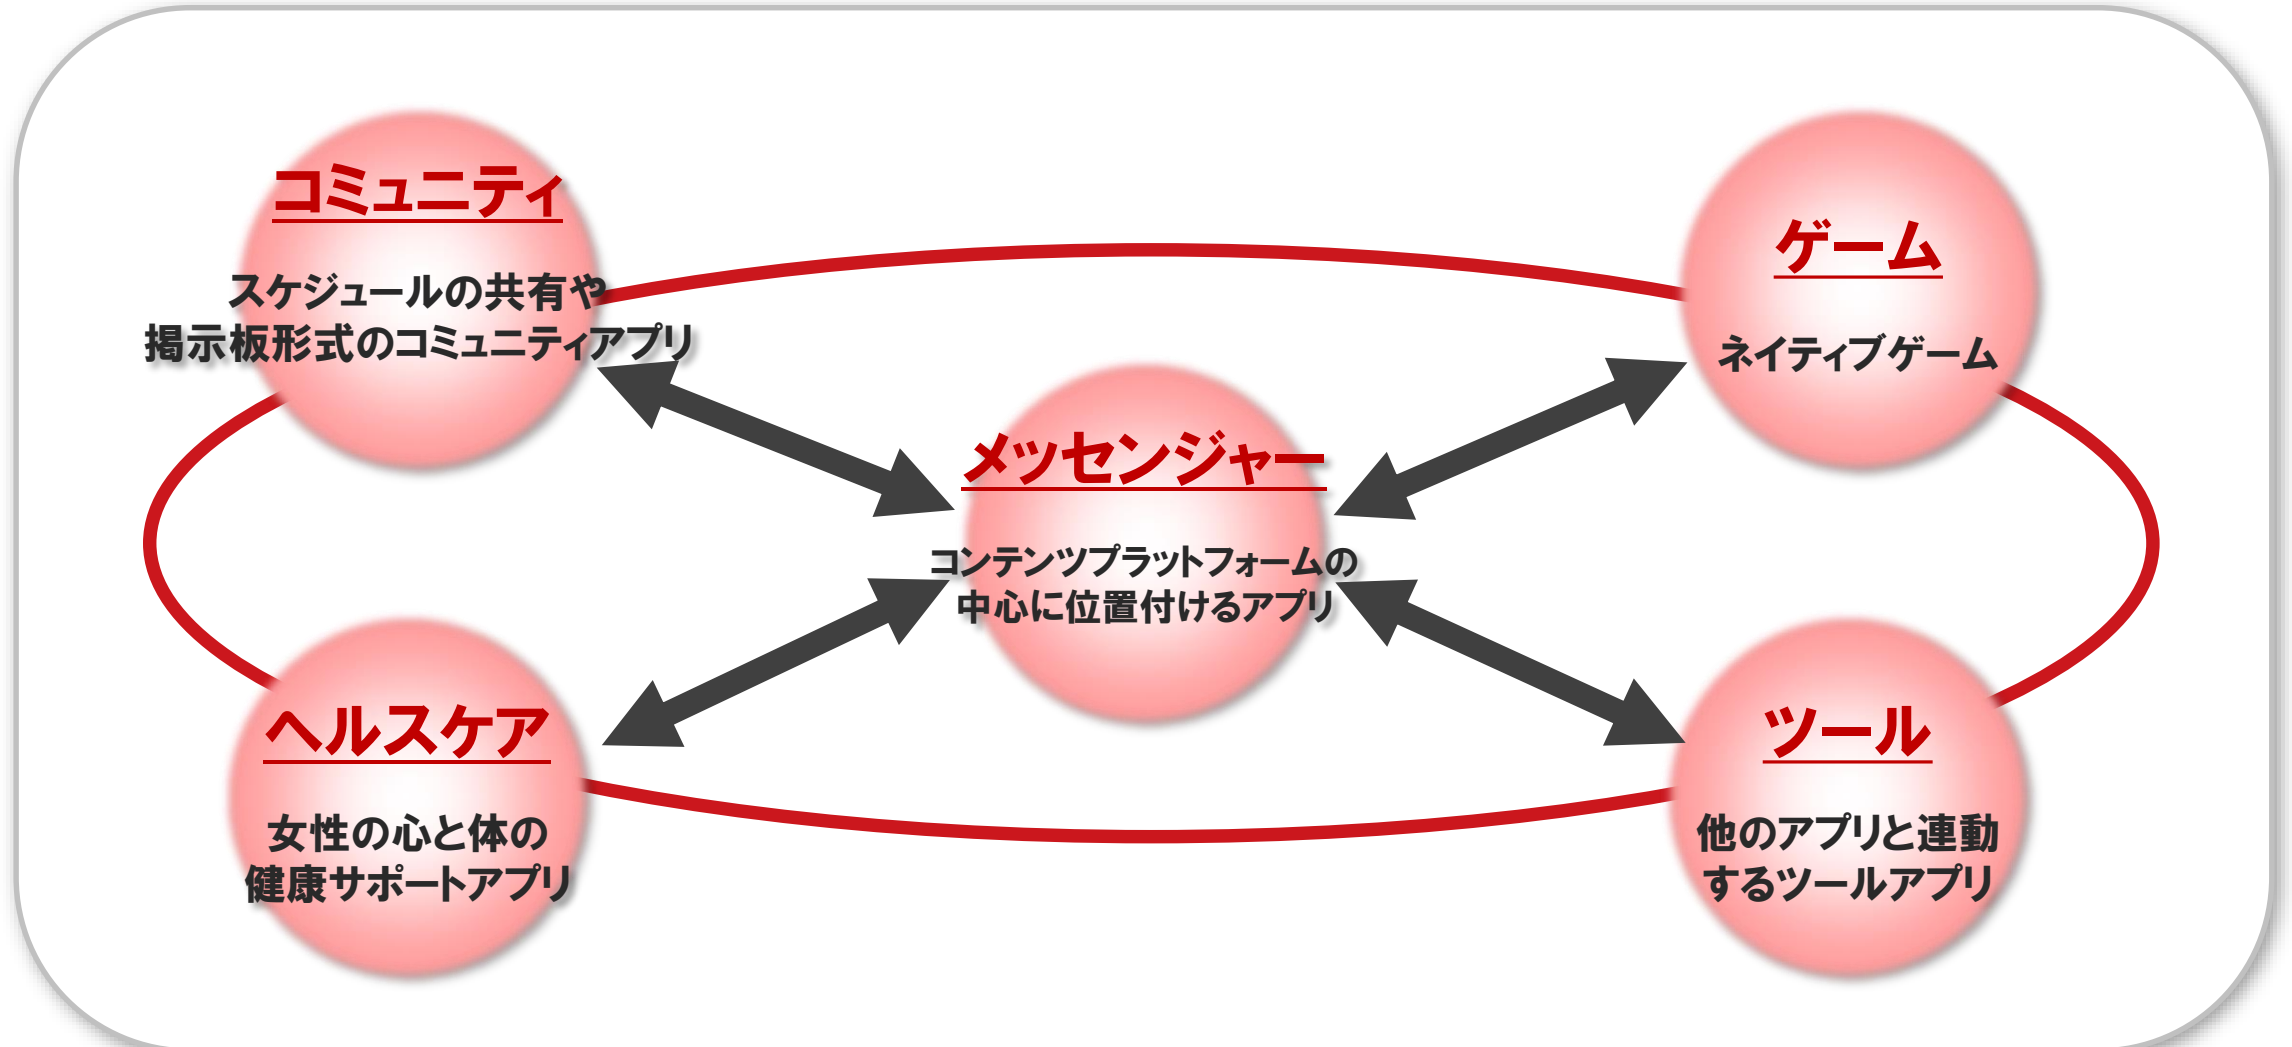 コミュニティ
スケジュールの共有や
掲示板形式のコミュニティアプリ
ゲーム
ネイティブゲーム
メッセンジャー
コンテンツプラットフォームの
中心に位置付けるアプリ
ヘルスケア
女性の心と体の
健康サポートアプリ
ツール
他のアプリと連動
するツールアプリ